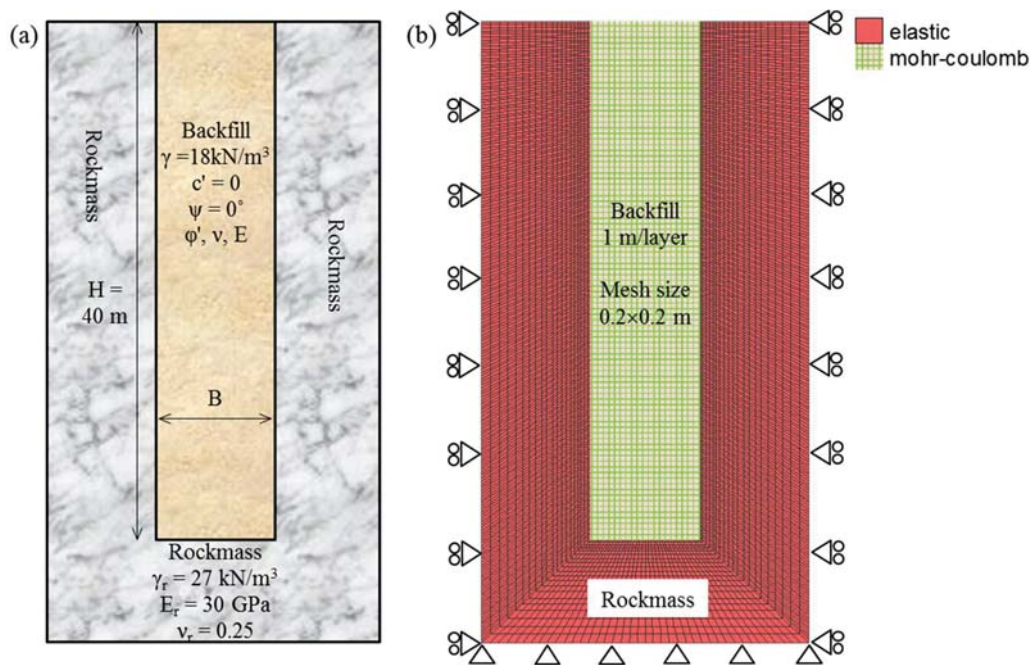 (a)
Rockmass
Backfill
γ =18kN/m³
c' = 0
ψ = 0°
φ', ν, E
Rockmass
H =
40 m
B
Rockmass
γr = 27 kN/m³
Er = 30 GPa
νr = 0.25
(b)
elastic
mohr-coulomb
Backfill
1 m/layer
Mesh size
0.2×0.2 m
Rockmass